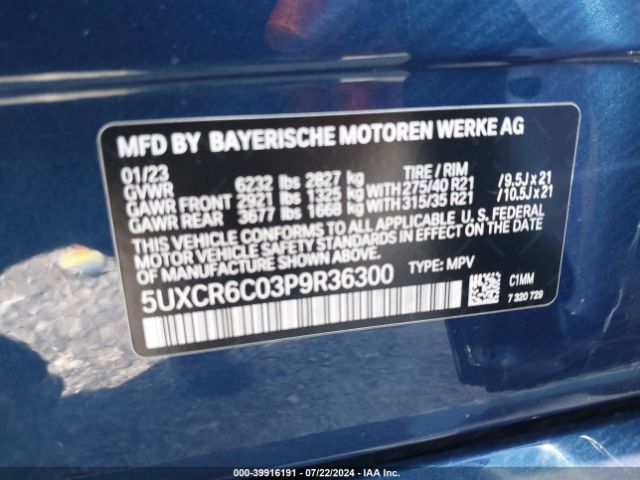 MFD BY BAYERISCHE MOTOREN WERKE AG
01/23 TIRE / RIM
GVWR 6232 lbs 2827 kg
GAWR FRONT 2921 lbs 1325 kg WITH 275/40 R21 /9.5J x 21
GAWR REAR 3677 lbs 1668 kg WITH 315/35 R21 /10.5J x 21
THIS VEHICLE CONFORMS TO ALL APPLICABLE U.S. FEDERAL
MOTOR VEHICLE SAFETY STANDARDS IN EFFECT ON THE
DATE OF MANUFACTURE SHOWN ABOVE.
5UXCR6C03P9R36300 TYPE: MPV
C1MM
7 320 729
COPART - 39916191 - 07/22/2024 - IAA Inc.